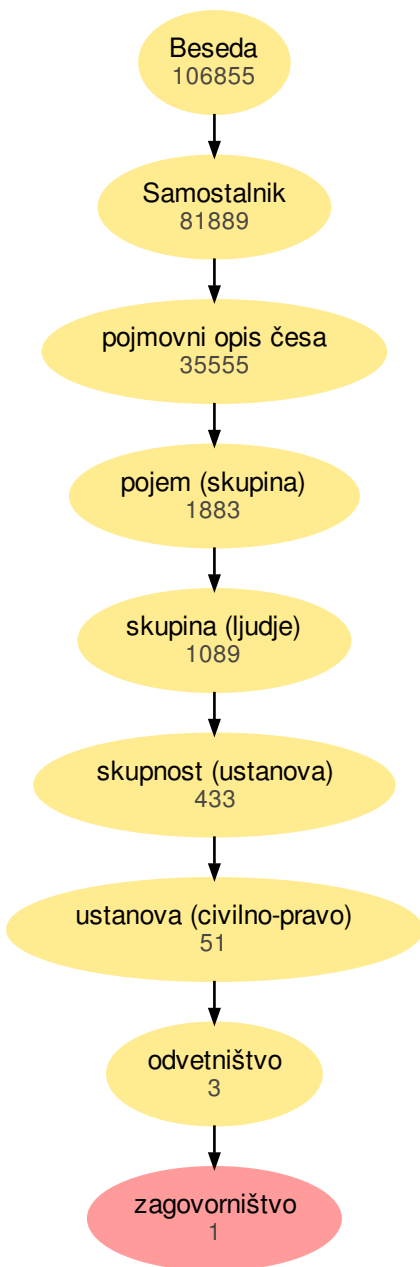 Beseda
106855
Samostalnik
81889
pojmovni opis česa
35555
pojem (skupina)
1883
skupina (ljudje)
1089
skupnost (ustanova)
433
ustanova (civilno-pravo)
51
odvetništvo
3
zagovorništvo
1